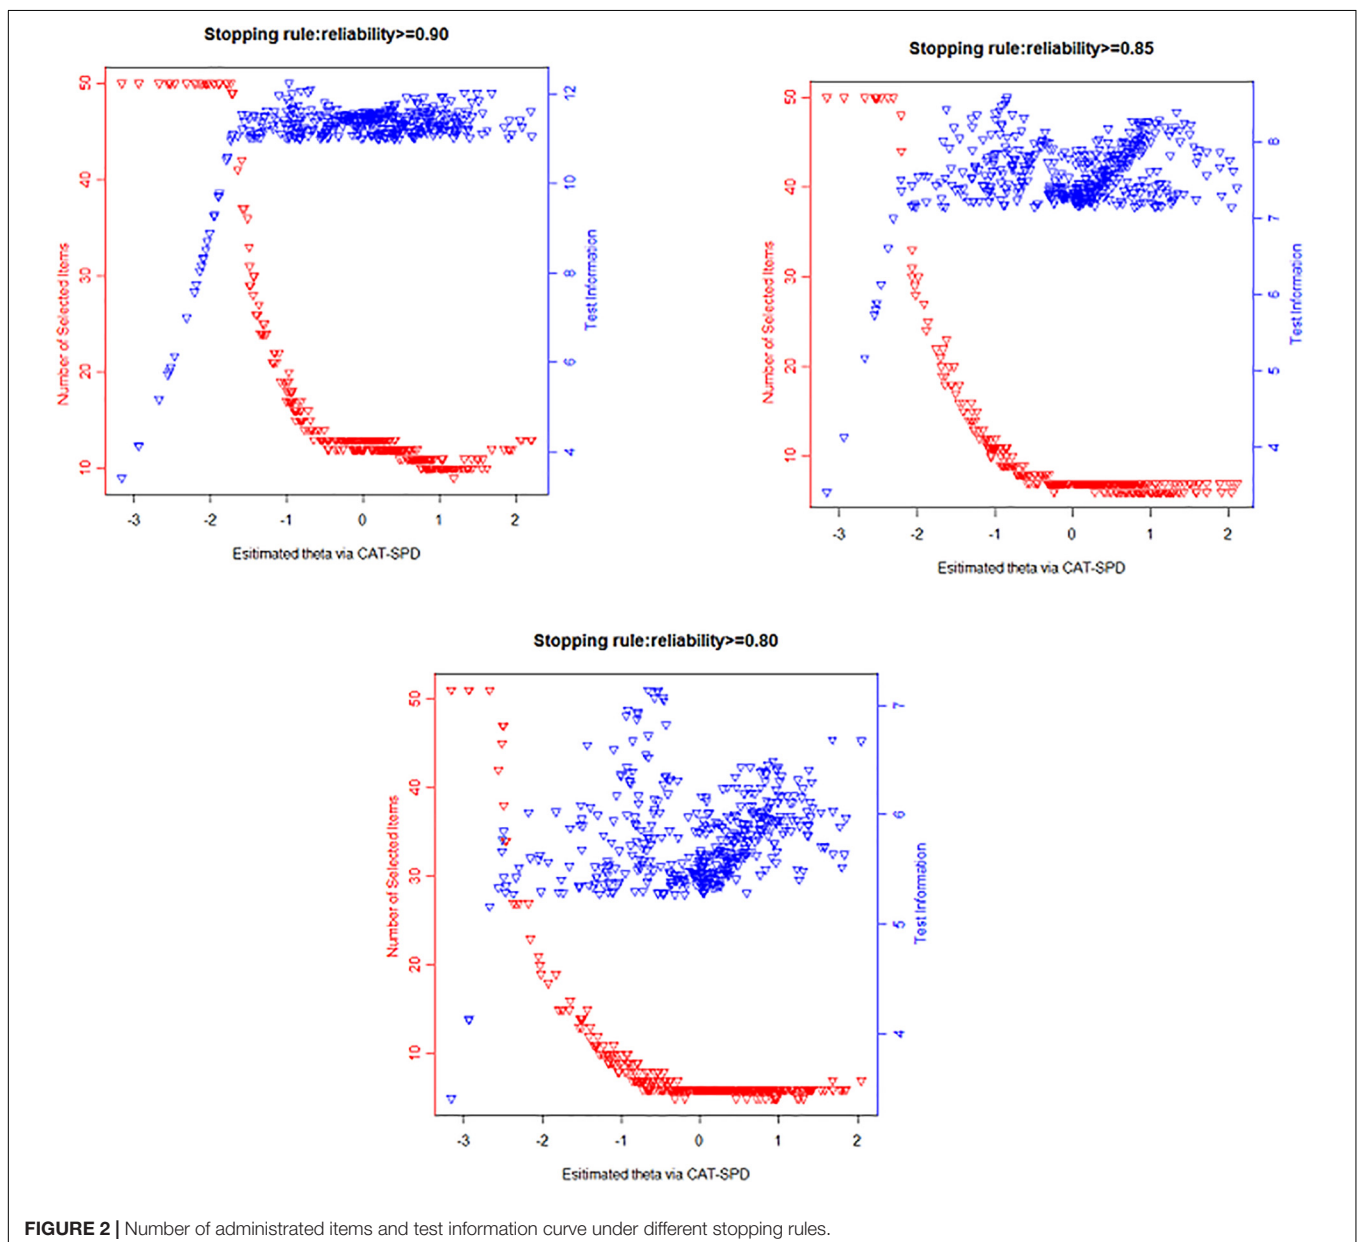 Stopping rule:reliability>=0.90
50
40
30
20
10
Number of Selected Items
12
10
8
6
4
Test Information
-3 -2 -1 0 1 2
Esitimated theta via CAT-SPD
Stopping rule:reliability>=0.85
50
40
30
20
10
Number of Selected Items
8
7
6
5
4
Test Information
-3 -2 -1 0 1 2
Esitimated theta via CAT-SPD
Stopping rule:reliability>=0.80
50
40
30
20
10
Number of Selected Items
7
6
5
4
Test Information
-3 -2 -1 0 1 2
Esitimated theta via CAT-SPD
FIGURE 2 | Number of administrated items and test information curve under different stopping rules.